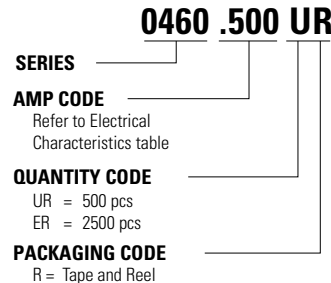 0460 .500 UR
SERIES
AMP CODE
Refer to Electrical
Characteristics table
QUANTITY CODE
UR = 500 pcs
ER = 2500 pcs
PACKAGING CODE
R = Tape and Reel